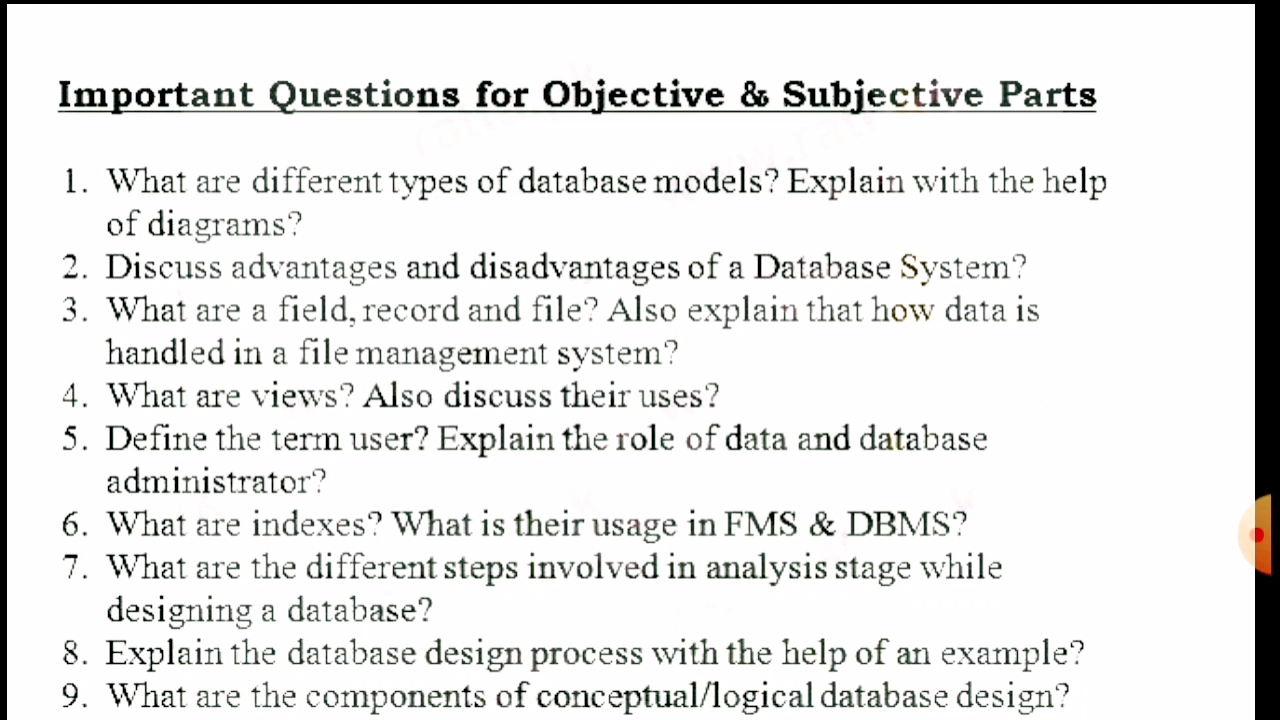 Important Questions for Objective & Subjective Parts
1. What are different types of database models? Explain with the help
of diagrams?
2. Discuss advantages and disadvantages of a Database System?
3. What are a field, record and file? Also explain that how data is
handled in a file management system?
4. What are views? Also discuss their uses?
5. Define the term user? Explain the role of data and database
administrator?
6. What are indexes? What is their usage in FMS & DBMS?
7. What are the different steps involved in analysis stage while
designing a database?
8. Explain the database design process with the help of an example?
9. What are the components of conceptual/logical database design?